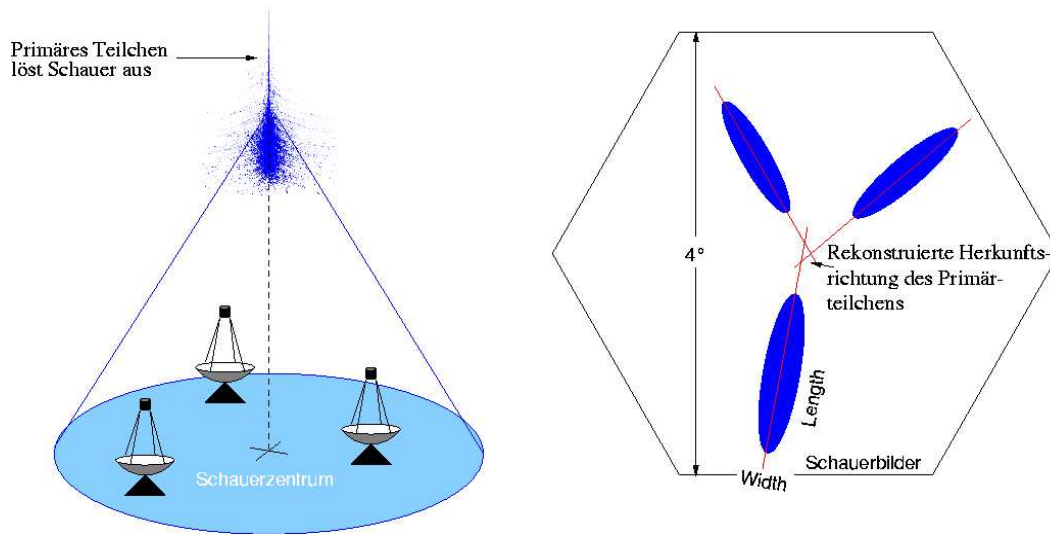 Primäres Teilchen
löst Schauer aus
Schauerzentrum
4°
Rekonstruierte Herkunfts-
richtung des Primär-
teilchens
Length
Width
Schauerbilder